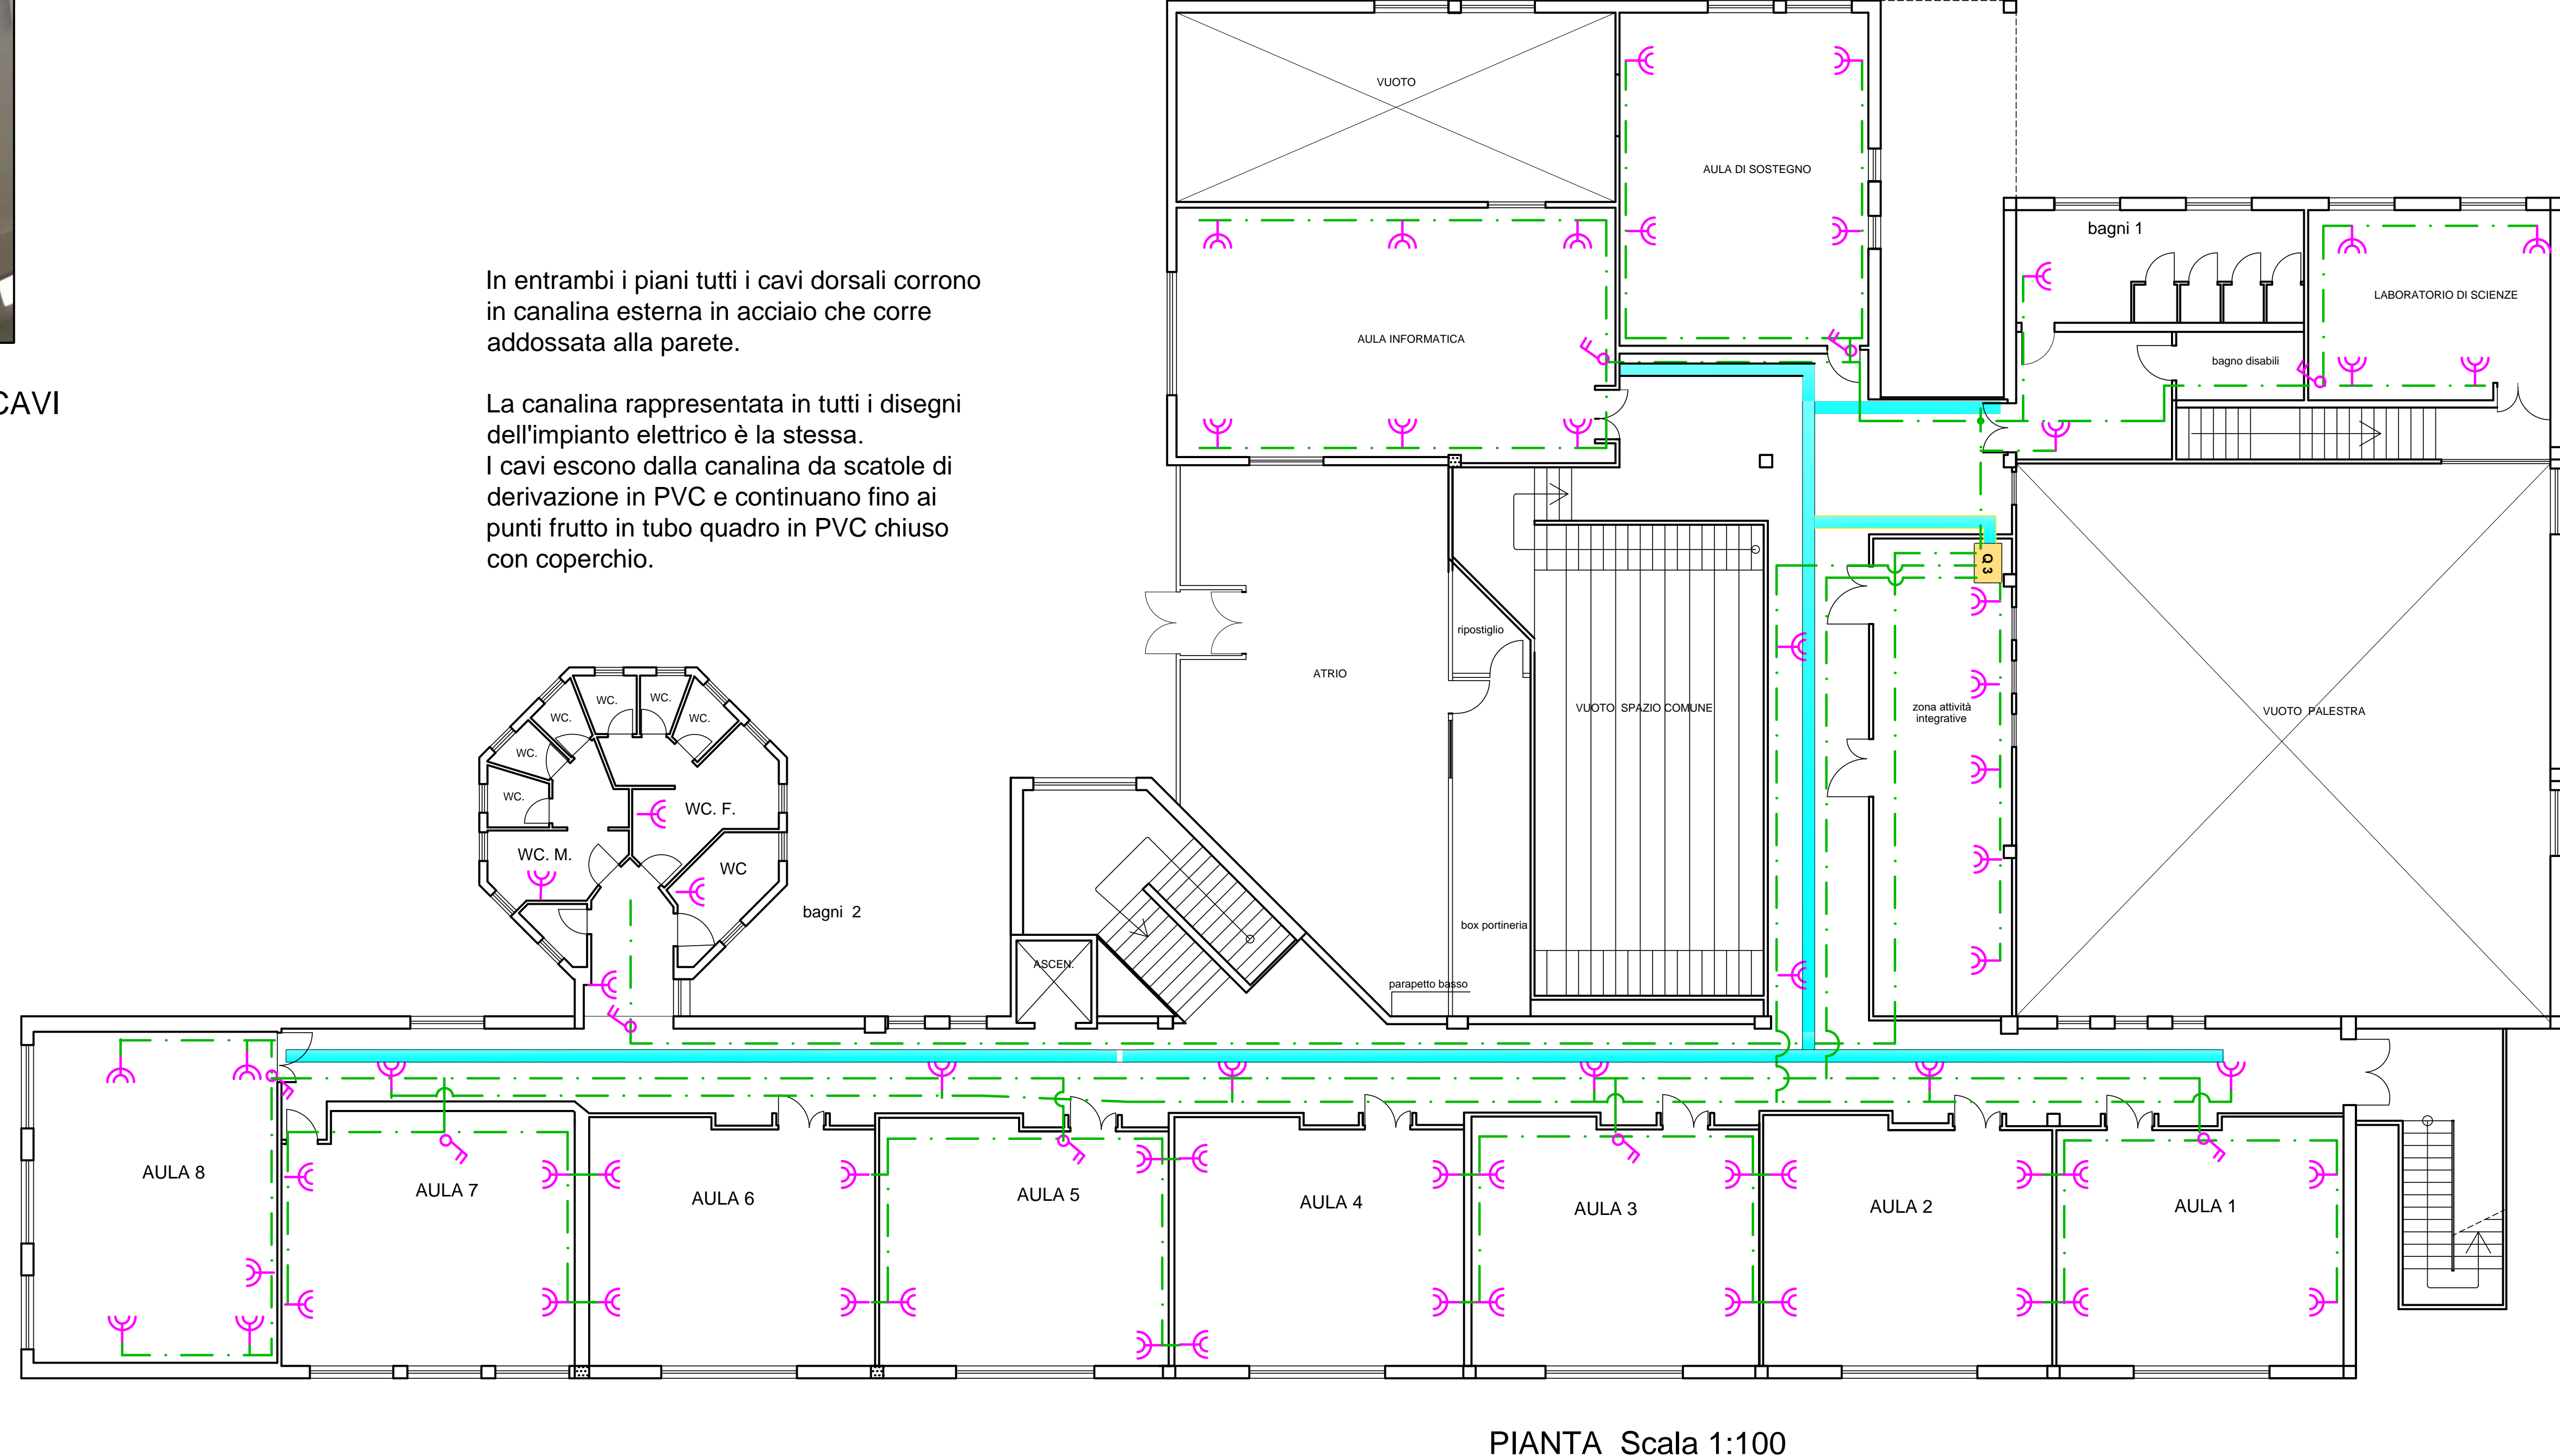 CAVI
In entrambi i piani tutti i cavi dorsali corrono
in canalina esterna in acciaio che corre
addossata alla parete.
La canalina rappresentata in tutti i disegni
dell'impianto elettrico è la stessa.
I cavi escono dalla canalina da scatole di
derivazione in PVC e continuano fino ai
punti frutto in tubo quadro in PVC chiuso
con coperchio.
VUOTO
AULA DI SOSTEGNO
bagni 1
LABORATORIO DI SCIENZE
AULA INFORMATICA
bagno disabili
Q 3
ripostiglio
ATRIO
VUOTO SPAZIO COMUNE
zona attività
integrative
VUOTO PALESTRA
WC.
WC.
WC.
WC.
WC.
WC.
WC. F.
WC. M.
WC
bagni 2
box portineria
ASCEN.
parapetto basso
AULA 8
AULA 7
AULA 6
AULA 5
AULA 4
AULA 3
AULA 2
AULA 1
PIANTA Scala 1:100